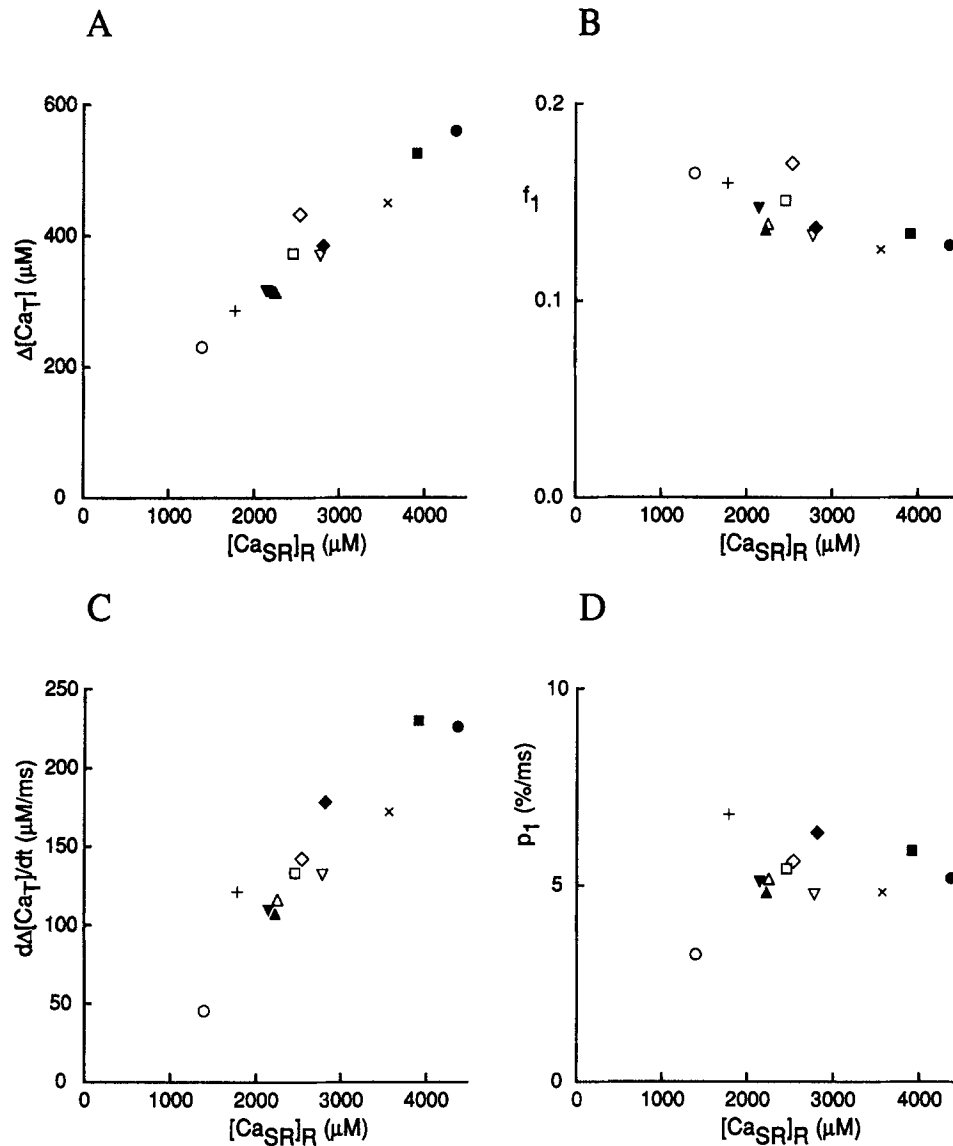 A
600
400
200
0
Δ[CaT] (μM)
0 1000 2000 3000 4000
[CaSR]R (μM)
B
0.2
0.1
0.0
f1
0 1000 2000 3000 4000
[CaSR]R (μM)
C
250
200
150
100
50
0
dΔ[CaT]/dt (μM/ms)
0 1000 2000 3000 4000
[CaSR]R (μM)
D
10
5
0
p1 (%/ms)
0 1000 2000 3000 4000
[CaSR]R (μM)